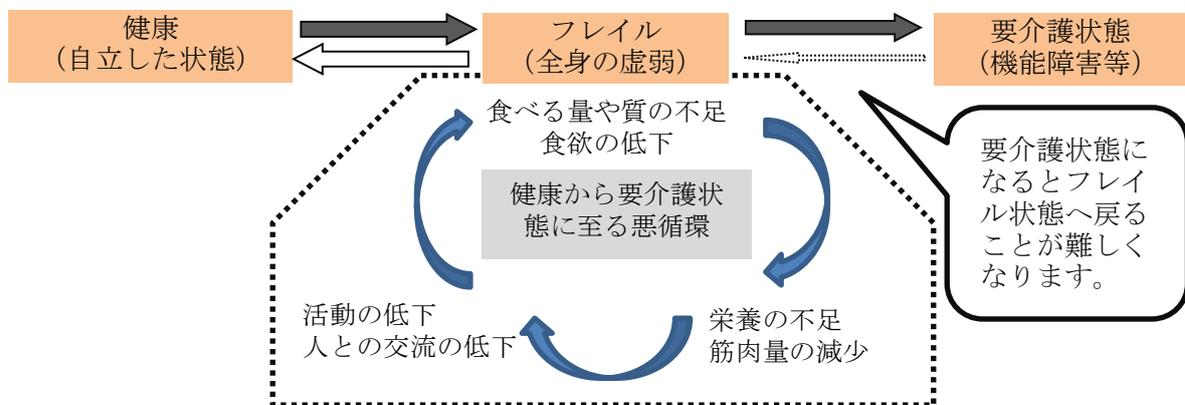 健康
（自立した状態）
フレイル
（全身の虚弱）
要介護状態
（機能障害等）
食べる量や質の不足
食欲の低下
健康から要介護状
態に至る悪循環
要介護状態に
なるとフレイ
ル状態へ戻る
ことが難しく
なります。
活動の低下
人との交流の低下
栄養の不足
筋肉量の減少